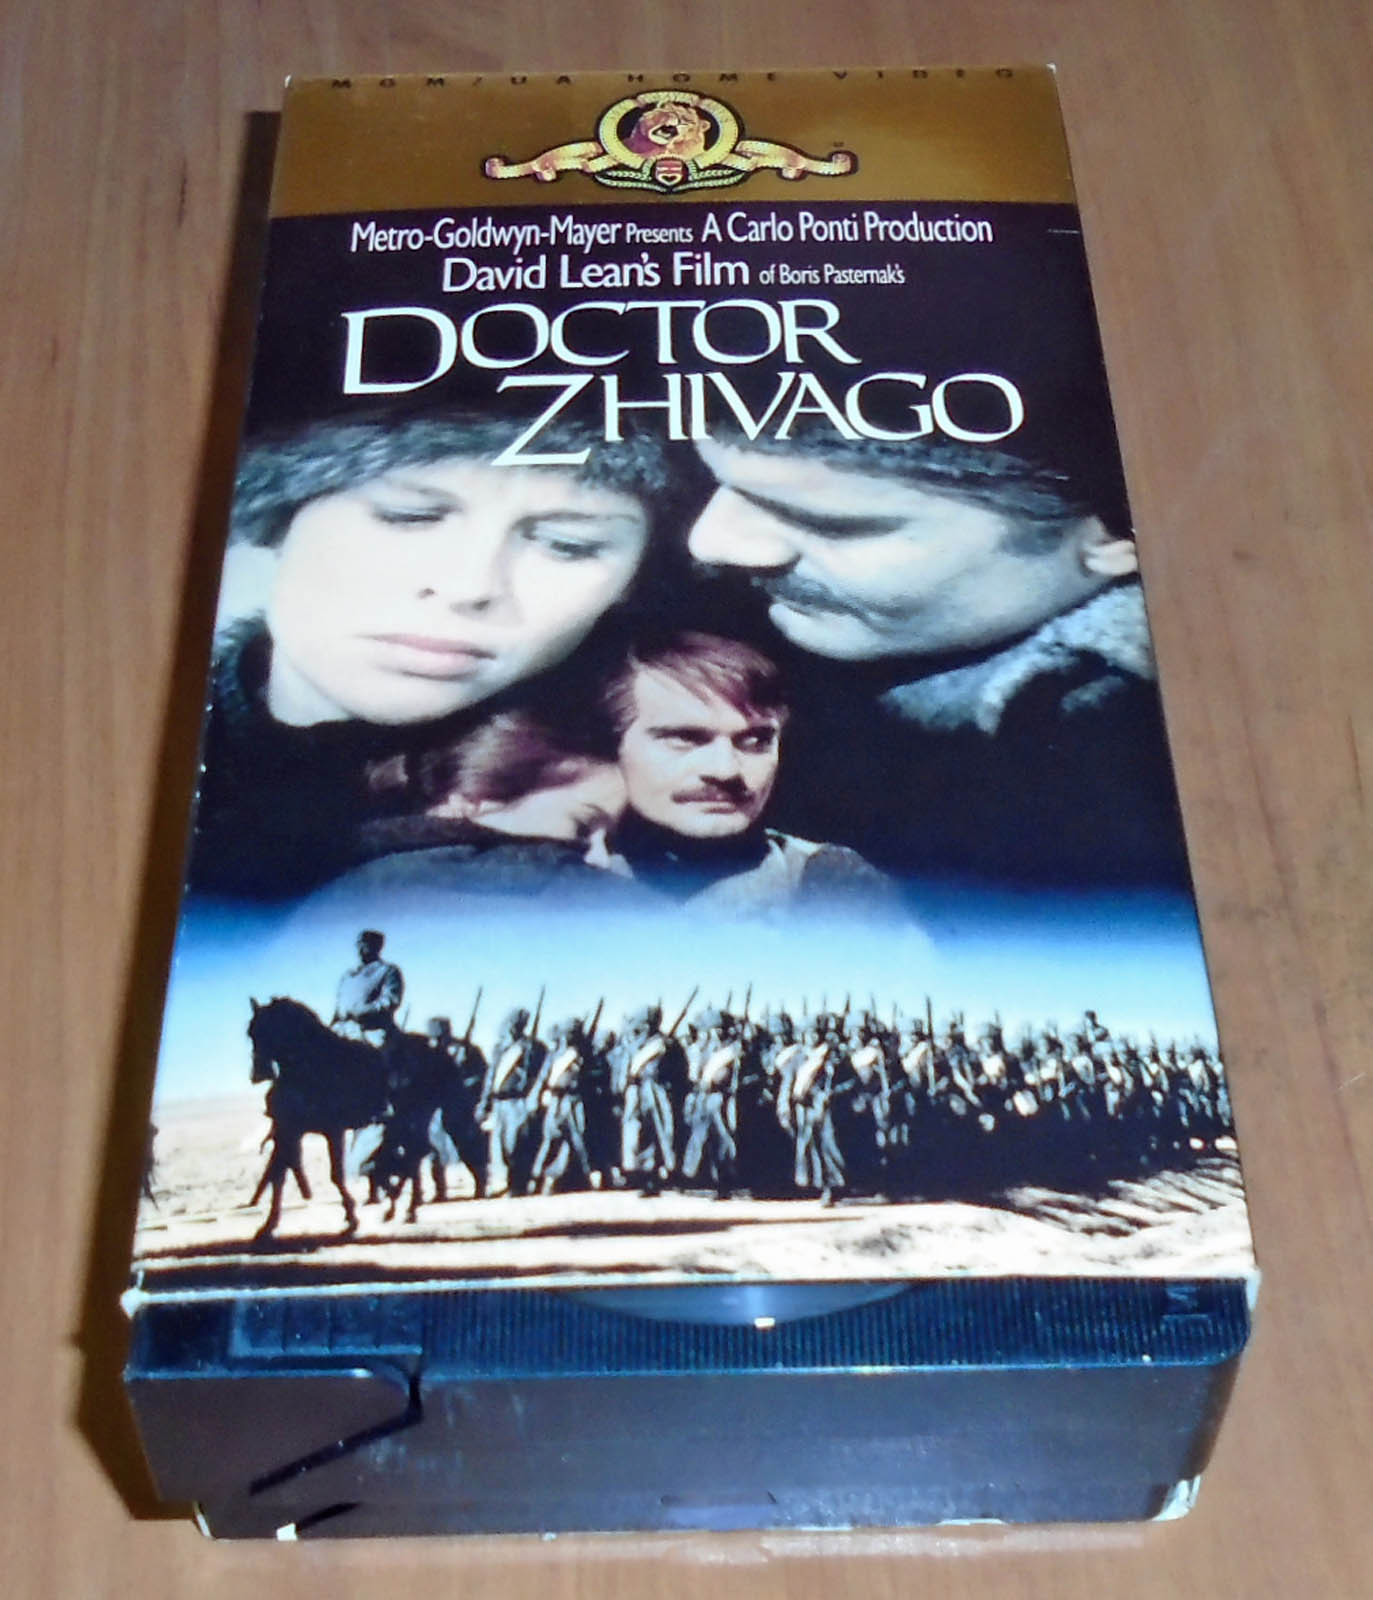 MGM/UA HOME VIDEO
Metro-Goldwyn-Mayer Presents A Carlo Ponti Production
David Lean's Film of Boris Pasternak's
DOCTOR
ZHIVAGO